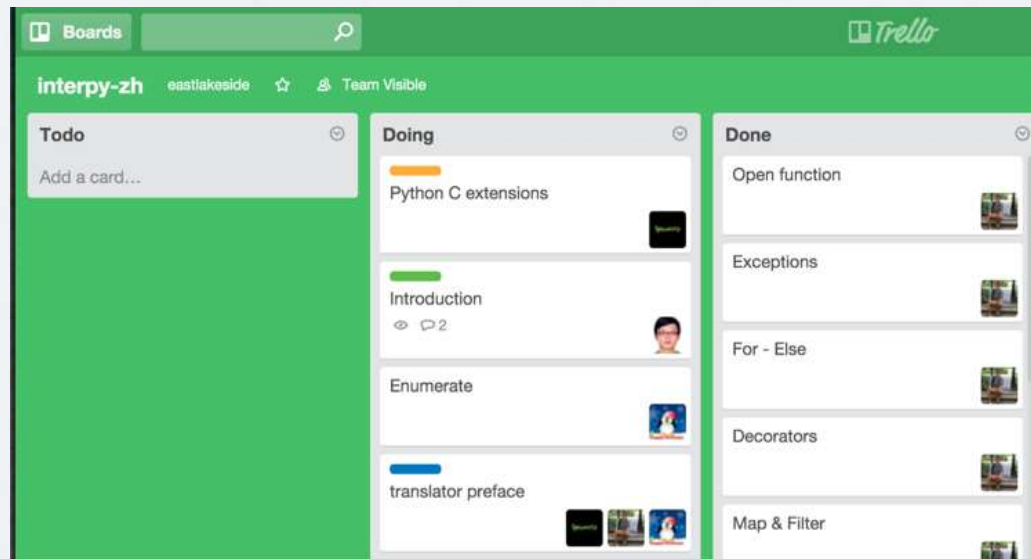 Boards
Trello
interpy-zh eastlakeside Team Visible
Todo
Add a card...
Doing
Python C extensions
Introduction
2
Enumerate
translator preface
Done
Open function
Exceptions
For - Else
Decorators
Map & Filter